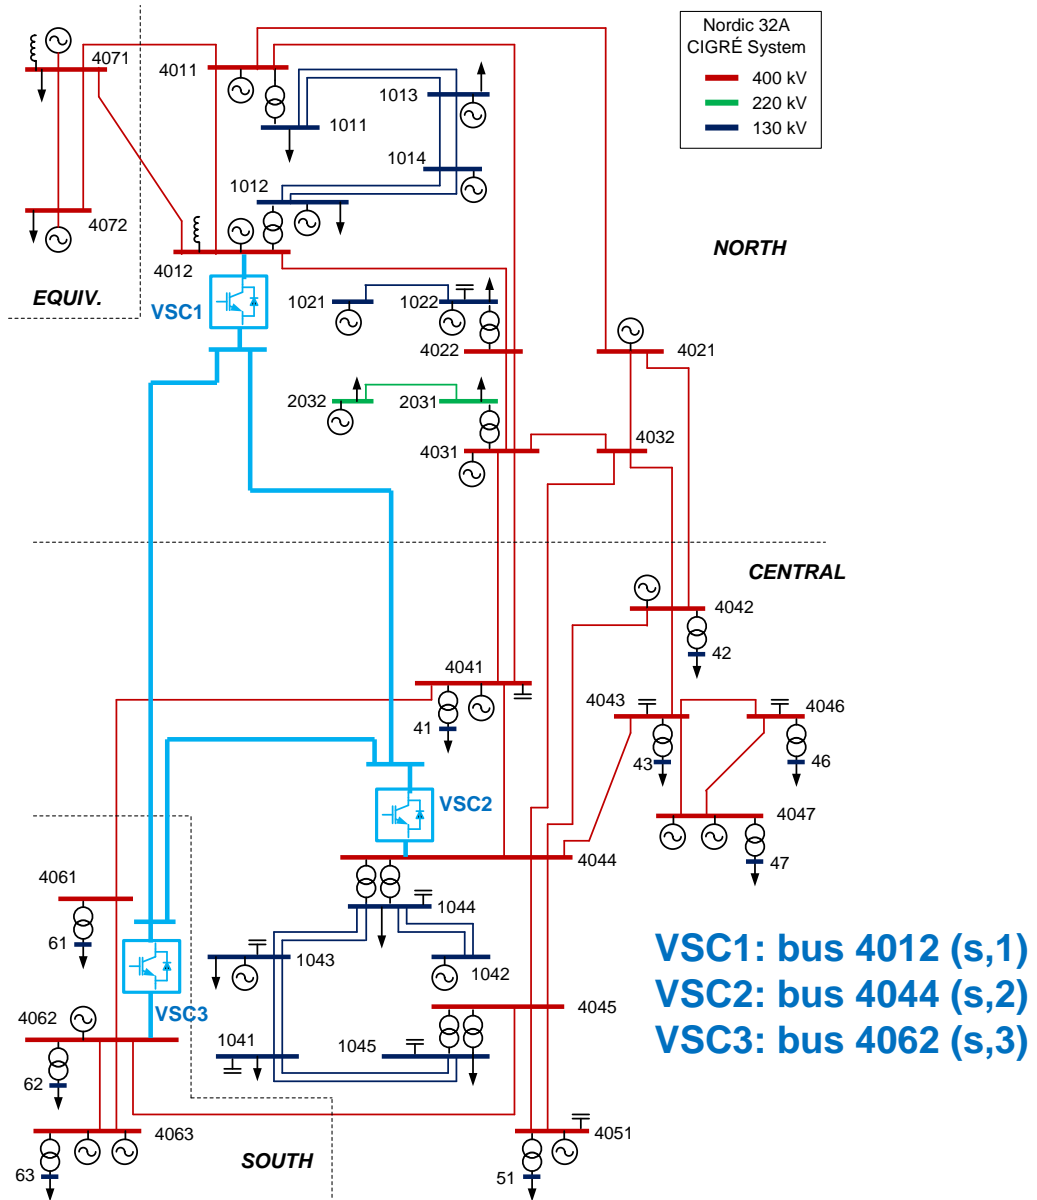 Nordic 32A
CIGRÉ System
400 kV
220 kV
130 kV
4071
4011
1013
1011
1014
1012
4072
4012
NORTH
EQUIV.
VSC1
1021
1022
4022
4021
2032
2031
4031
4032
CENTRAL
4042
42
4041
4043
4046
41
43
46
VSC2
4047
4044
47
4061
1044
61
1043
1042
VSC3
4062
4045
1041
1045
62
4063
4051
SOUTH
63
51
VSC1: bus 4012 (s,1)
VSC2: bus 4044 (s,2)
VSC3: bus 4062 (s,3)